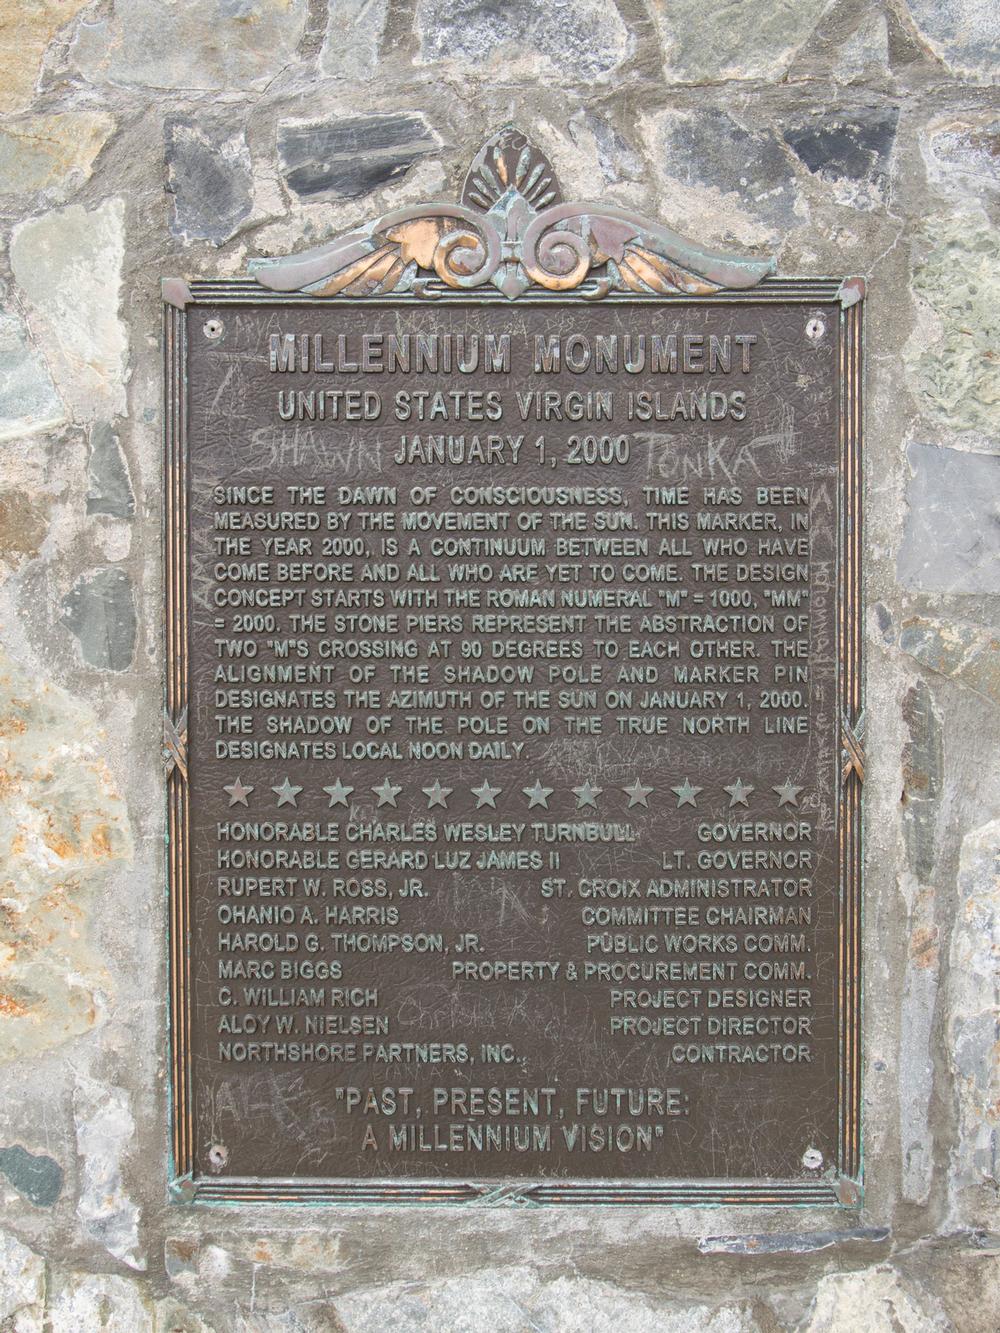 MILLENNIUM MONUMENT
UNITED STATES VIRGIN ISLANDS
SHAWN JANUARY 1, 2000 TONKA
SINCE THE DAWN OF CONSCIOUSNESS, TIME HAS BEEN
MEASURED BY THE MOVEMENT OF THE SUN. THIS MARKER, IN
THE YEAR 2000, IS A CONTINUUM BETWEEN ALL WHO HAVE
COME BEFORE AND ALL WHO ARE YET TO COME. THE DESIGN
CONCEPT STARTS WITH THE ROMAN NUMERAL "M" = 1000, "MM"
= 2000. THE STONE PIERS REPRESENT THE ABSTRACTION OF
TWO "M"S CROSSING AT 90 DEGREES TO EACH OTHER. THE
ALIGNMENT OF THE SHADOW POLE AND MARKER PIN
DESIGNATES THE AZIMUTH OF THE SUN ON JANUARY 1, 2000.
THE SHADOW OF THE POLE ON THE TRUE NORTH LINE
DESIGNATES LOCAL NOON DAILY.
HONORABLE CHARLES WESLEY TURNBULL GOVERNOR
HONORABLE GERARD LUZ JAMES II LT. GOVERNOR
RUPERT W. ROSS, JR. ST. CROIX ADMINISTRATOR
OHANIO A. HARRIS COMMITTEE CHAIRMAN
HAROLD G. THOMPSON, JR. PUBLIC WORKS COMM.
MARC BIGGS PROPERTY & PROCUREMENT COMM.
C. WILLIAM RICH PROJECT DESIGNER
ALOY W. NIELSEN PROJECT DIRECTOR
NORTHSHORE PARTNERS, INC., CONTRACTOR
"PAST, PRESENT, FUTURE:
A MILLENNIUM VISION"